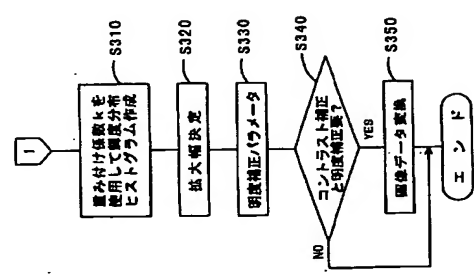 1
重み付け係数kを
使用して輝度分布
ヒストグラム作成
S310
拡大幅決定
S320
明度補正パラメータ
S330
コントラスト補正
と明度補正要?
S340
NO
YES
画像データ変換
S350
エンド